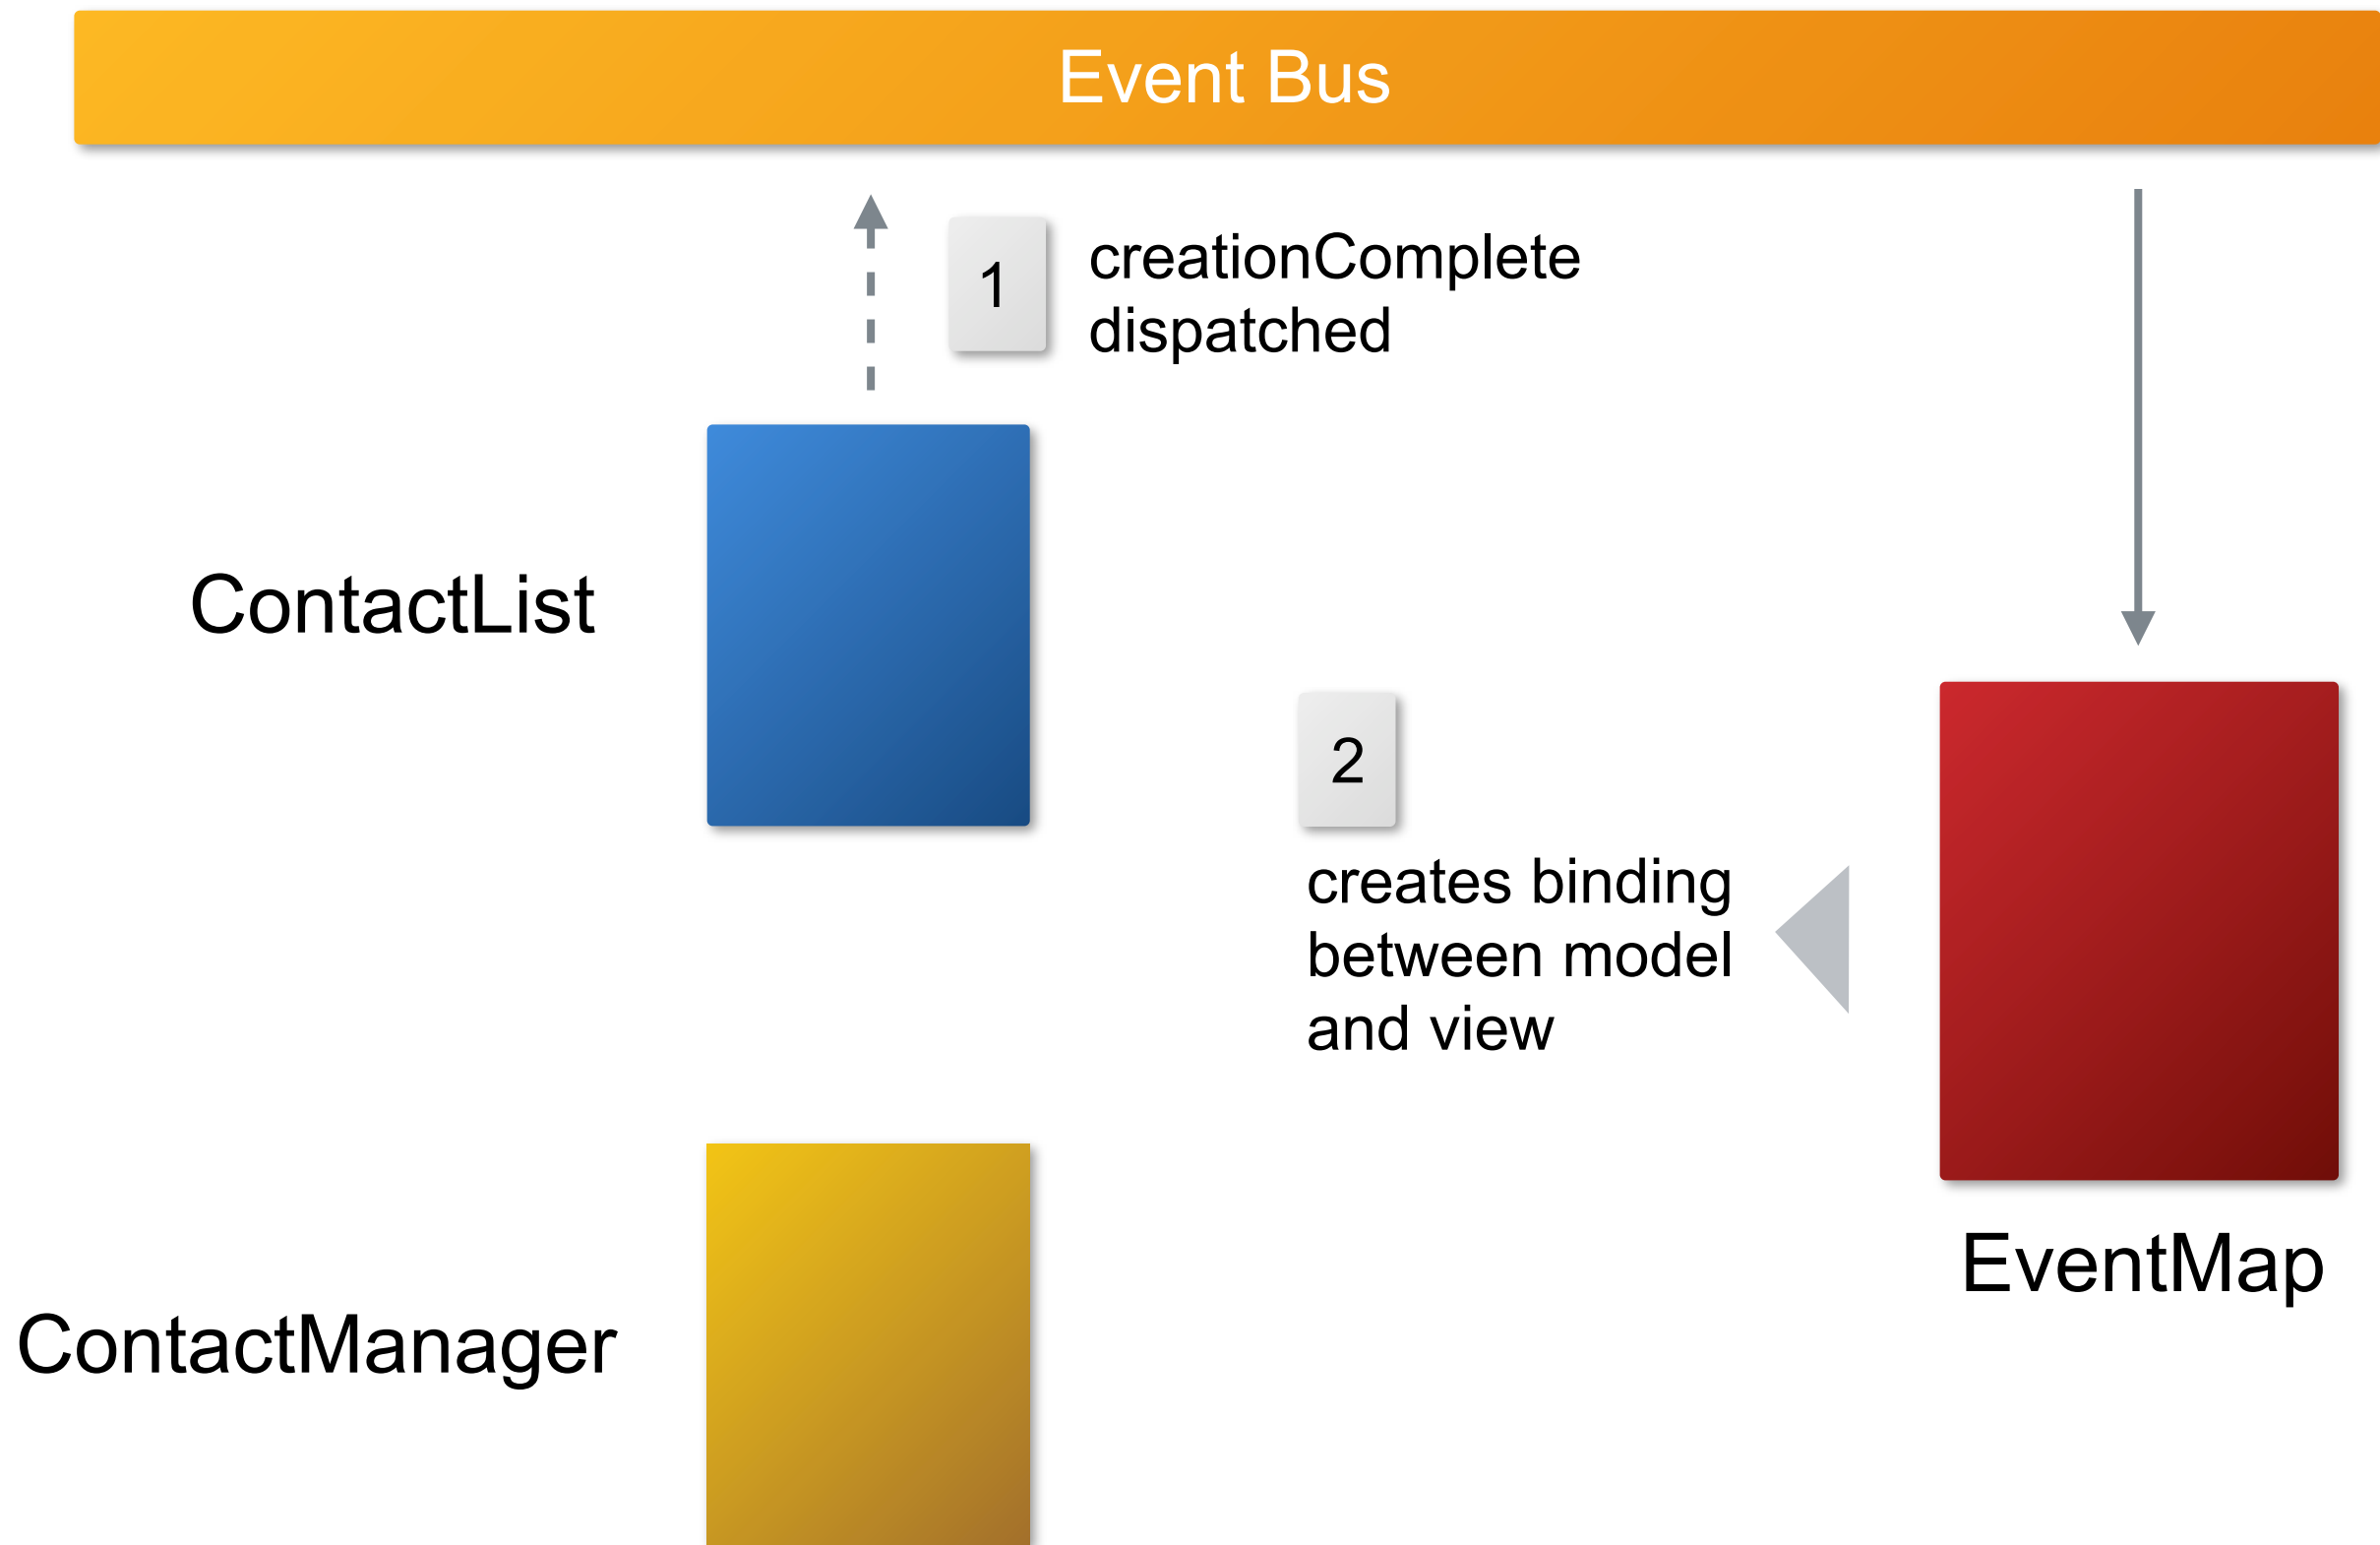 Event Bus
1
creationComplete
dispatched
ContactList
2
creates binding
between model
and view
EventMap
ContactManager